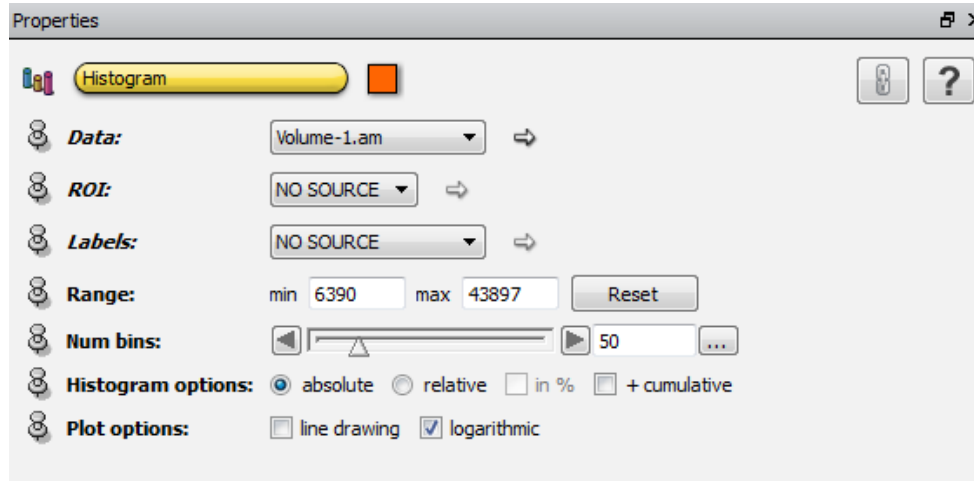 Properties
Histogram ?
Data: Volume-1.am
ROI: NO SOURCE
Labels: NO SOURCE
Range: min 6390 max 43897 Reset
Num bins: 50 ...
Histogram options: absolute relative in % + cumulative
Plot options: line drawing logarithmic